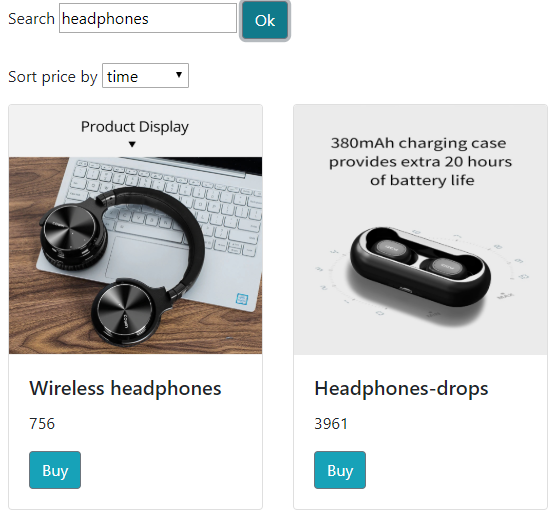 Search headphones Ok
Sort price by time
Product Display
Wireless headphones
756
Buy
380mAh charging case
provides extra 20 hours
of battery life
Headphones-drops
3961
Buy